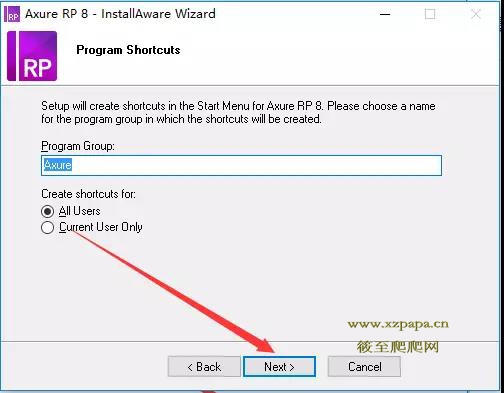 RP Axure RP 8 - InstallAware Wizard
RP
Program Shortcuts
Setup will create shortcuts in the Start Menu for Axure RP 8. Please choose a name
for the program group in which the shortcuts will be created.
Program Group:
Axure
Create shortcuts for:
All Users
Current User Only
www.xzpapa.cn
後至爬爬网
< Back
Next >
Cancel